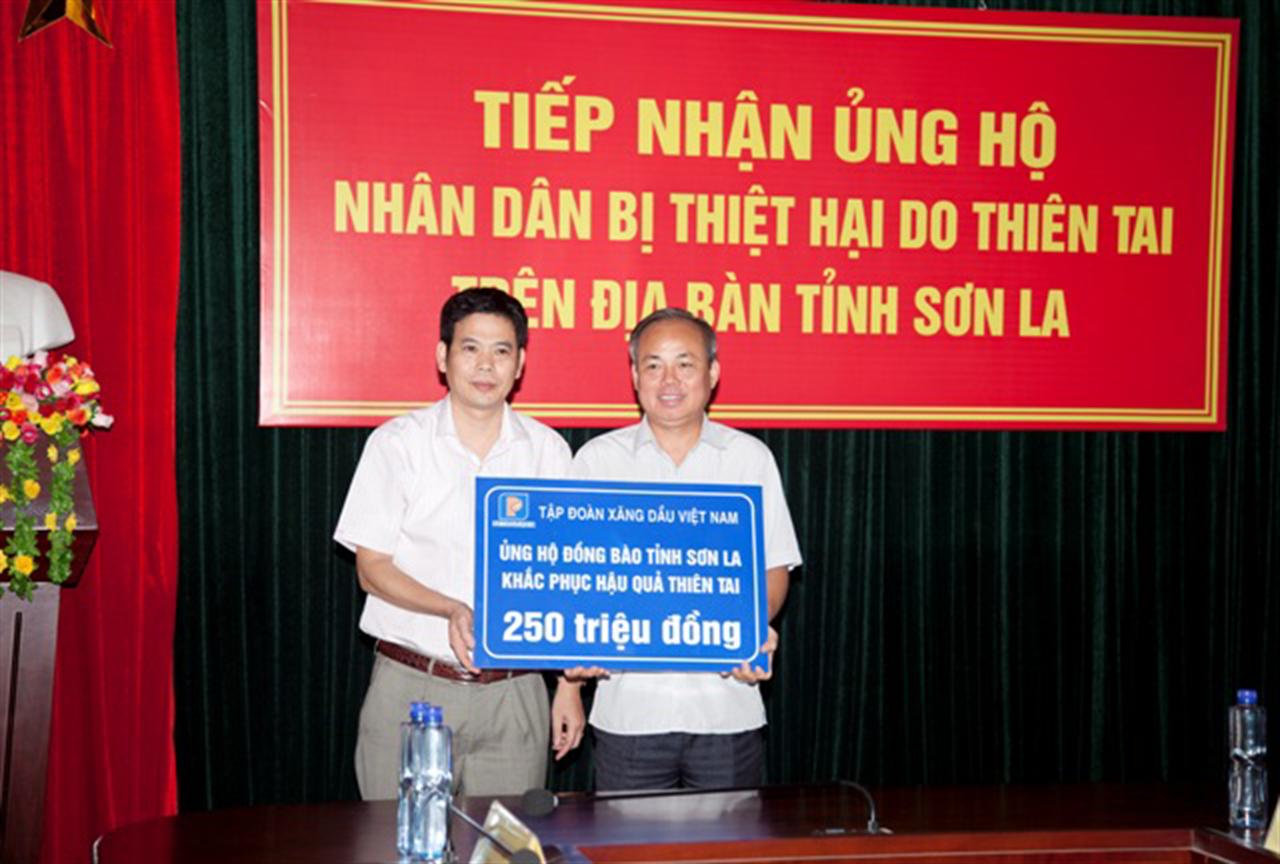 TIẾP NHẬN ỦNG HỘ
NHÂN DÂN BỊ THIỆT HẠI DO THIÊN TAI
TRÊN ĐỊA BÀN TỈNH SƠN LA
TẬP ĐOÀN XĂNG DẦU VIỆT NAM
ỦNG HỘ ĐỒNG BÀO TỈNH SƠN LA
KHẮC PHỤC HẬU QUẢ THIÊN TAI
250 triệu đồng